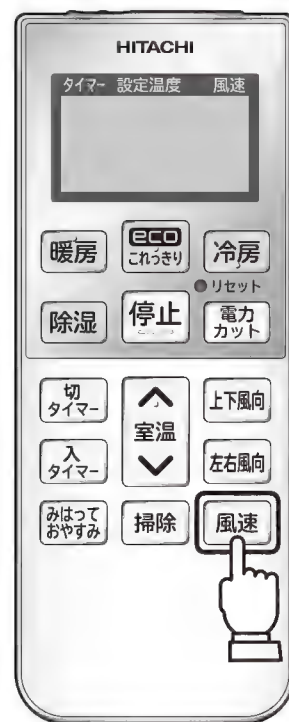 HITACHI
タイマー 設定温度 風速
暖房
eco
これっきり
冷房
リセット
除湿
停止
電力
カット
切
タイマー
室温
上下風向
入
タイマー
左右風向
みはって
おやすみ
掃除
風速